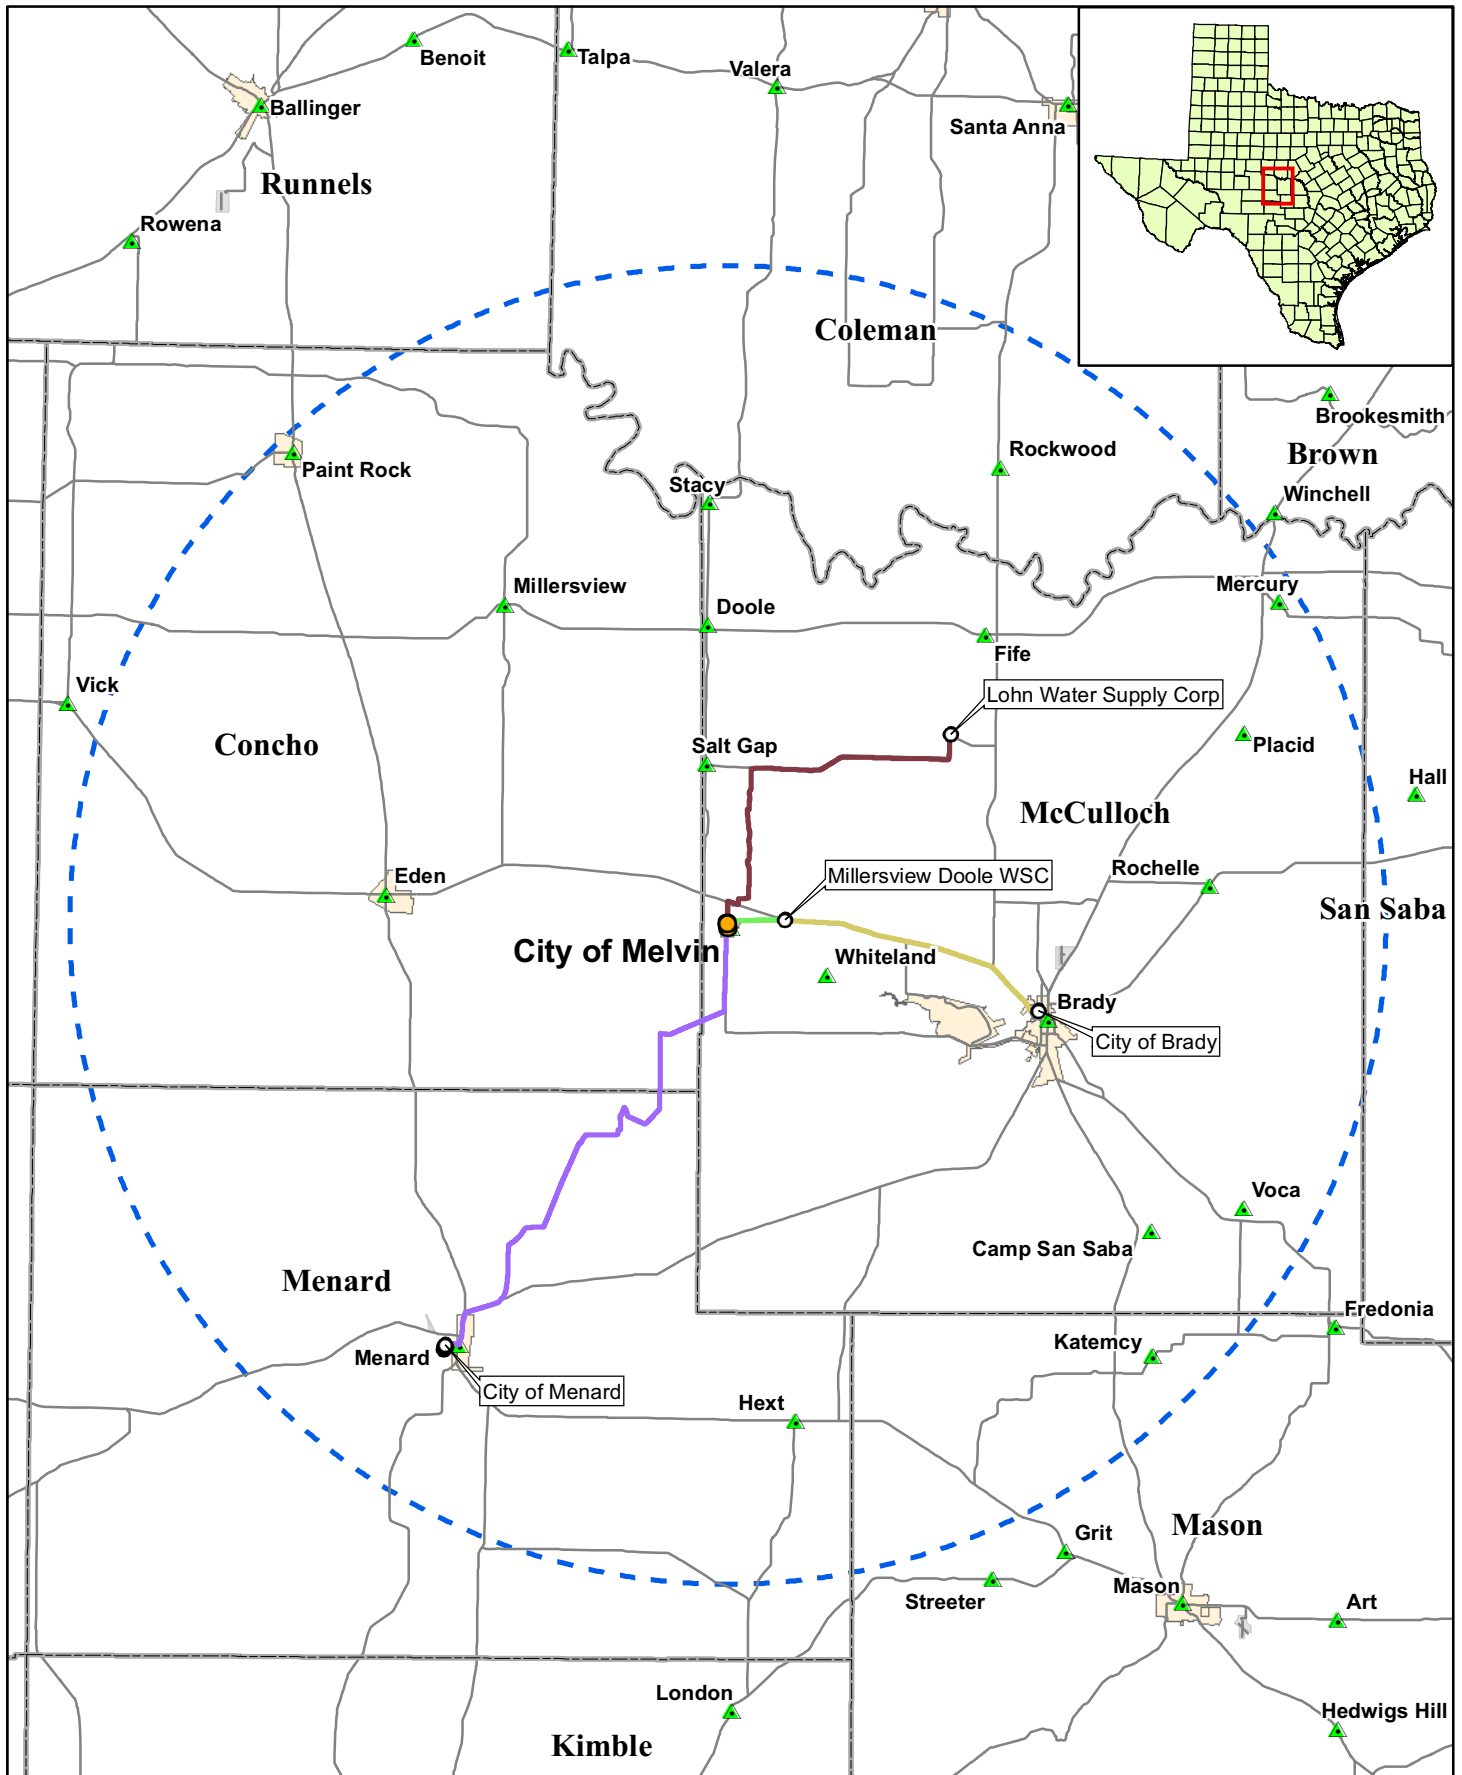 Benoit
Talpa
Valera
Ballinger
Santa Anna
Runnels
Rowena
Coleman
Brookesmith
Brown
Rockwood
Paint Rock
Stacy
Winchell
Millersview
Mercury
Doole
Fife
Vick
Lohn Water Supply Corp
Concho
Salt Gap
Placid
Hall
McCulloch
Eden
Millersview Doole WSC
Rochelle
San Saba
City of Melvin
Whiteland
Brady
City of Brady
Voca
Camp San Saba
Menard
Fredonia
Katemcy
Menard
City of Menard
Hext
Mason
Grit
Mason
Streeter
Art
London
Hedwigs Hill
Kimble